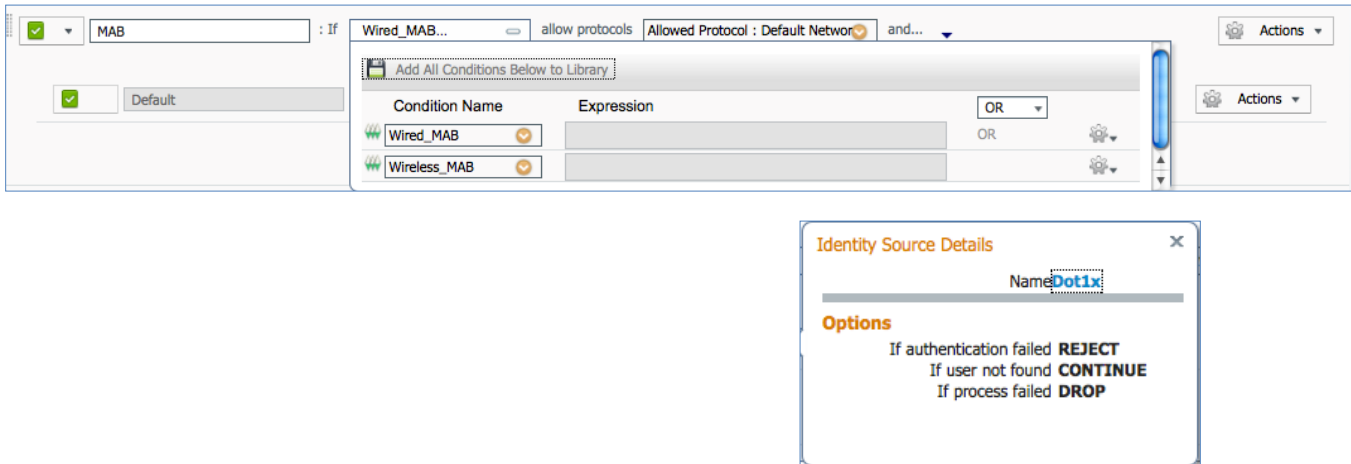 MAB : If Wired_MAB... allow protocols Allowed Protocol : Default Networ and... Actions
Add All Conditions Below to Library
Default Actions
Condition Name Expression OR
Wired_MAB OR
Wireless_MAB
Identity Source Details
Name Dot1x
Options
If authentication failed REJECT
If user not found CONTINUE
If process failed DROP